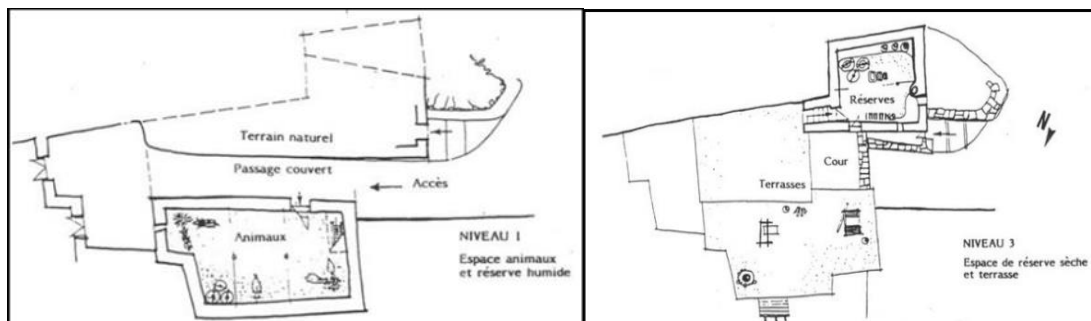 Terrain naturel
Passage couvert
Accès
Animaux
NIVEAU I
Espace animaux
et réserve humide
Réserves
Cour
Terrasses
N
NIVEAU 3
Espace de réserve sèche
et terrasse